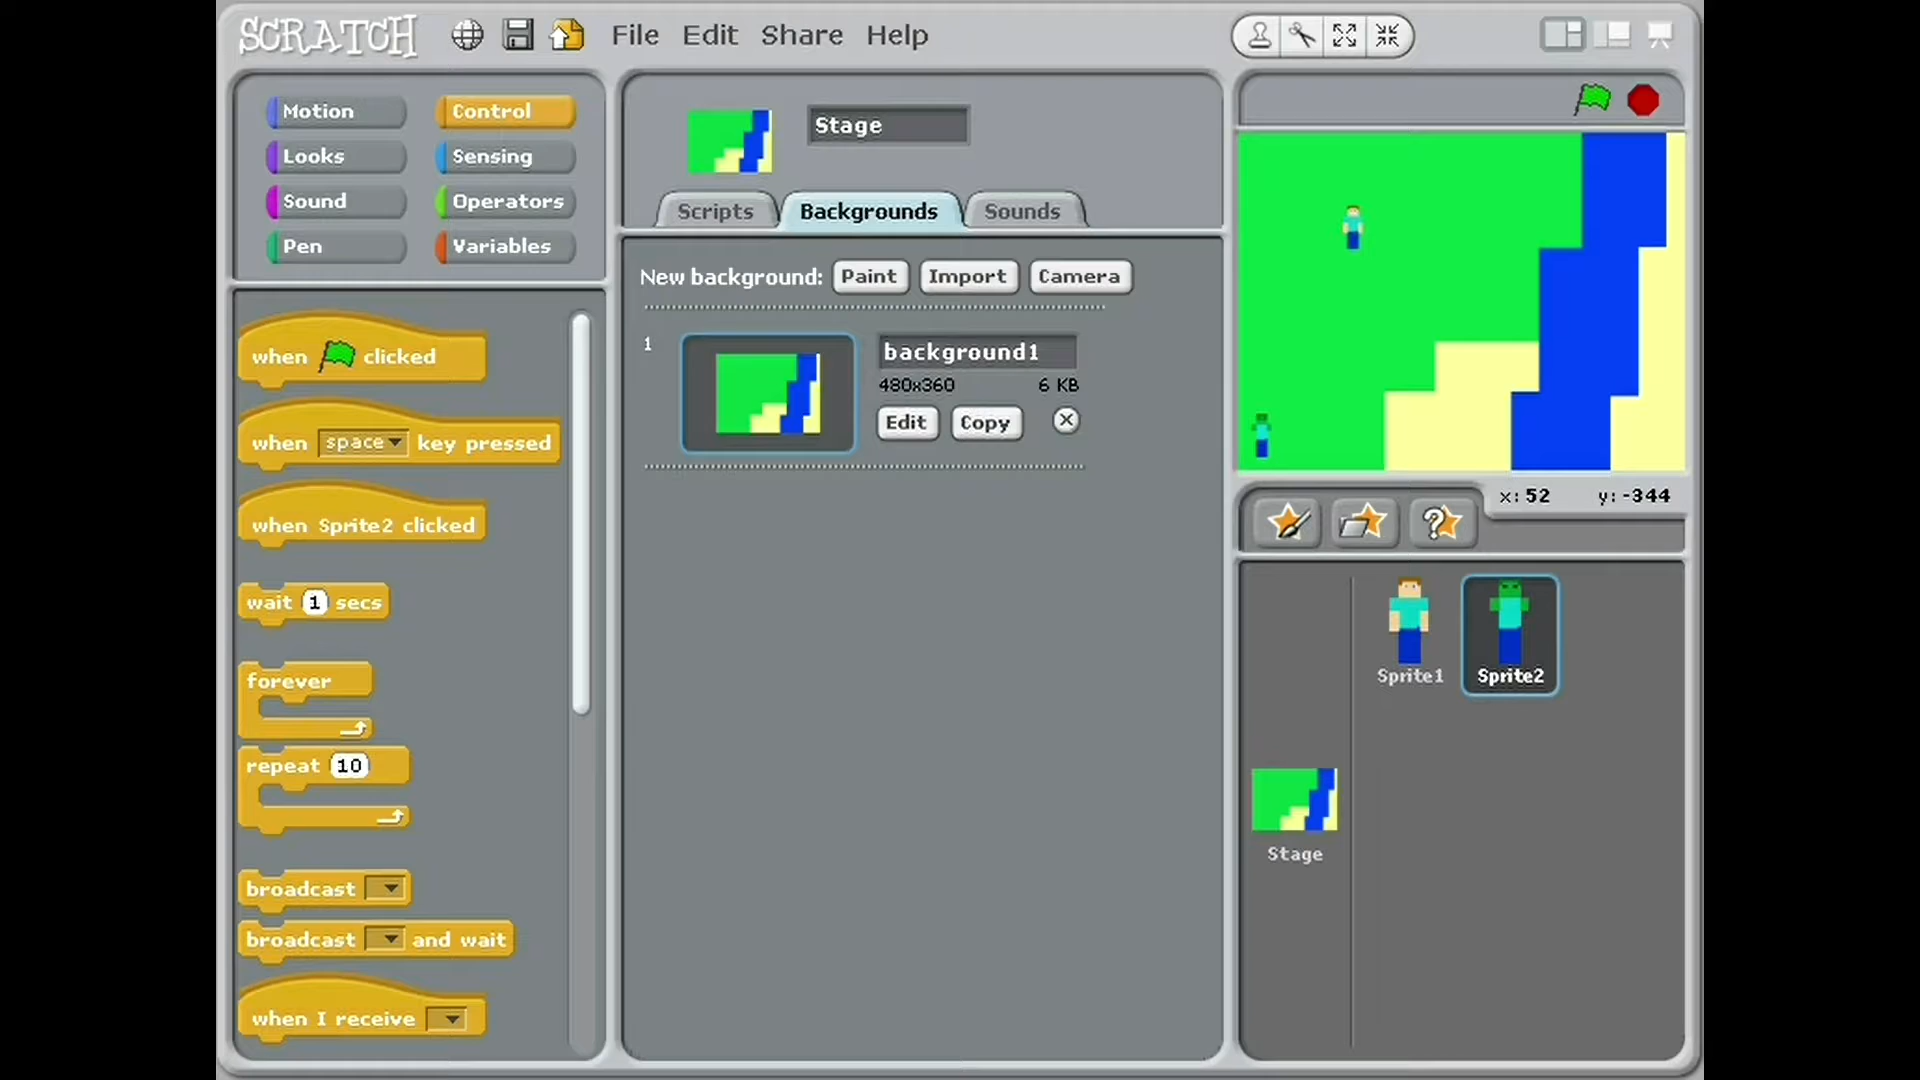 SCRATCH
File Edit Share Help
Motion Control
Looks Sensing
Sound Operators
Pen Variables
when clicked
when space key pressed
when Sprite2 clicked
wait 1 secs
forever
repeat 10
broadcast
broadcast and wait
when I receive
Stage
Scripts Backgrounds Sounds
New background: Paint Import Camera
1
background1
480x360 6 KB
Edit Copy
x: 52 y: -344
Sprite1 Sprite2
Stage